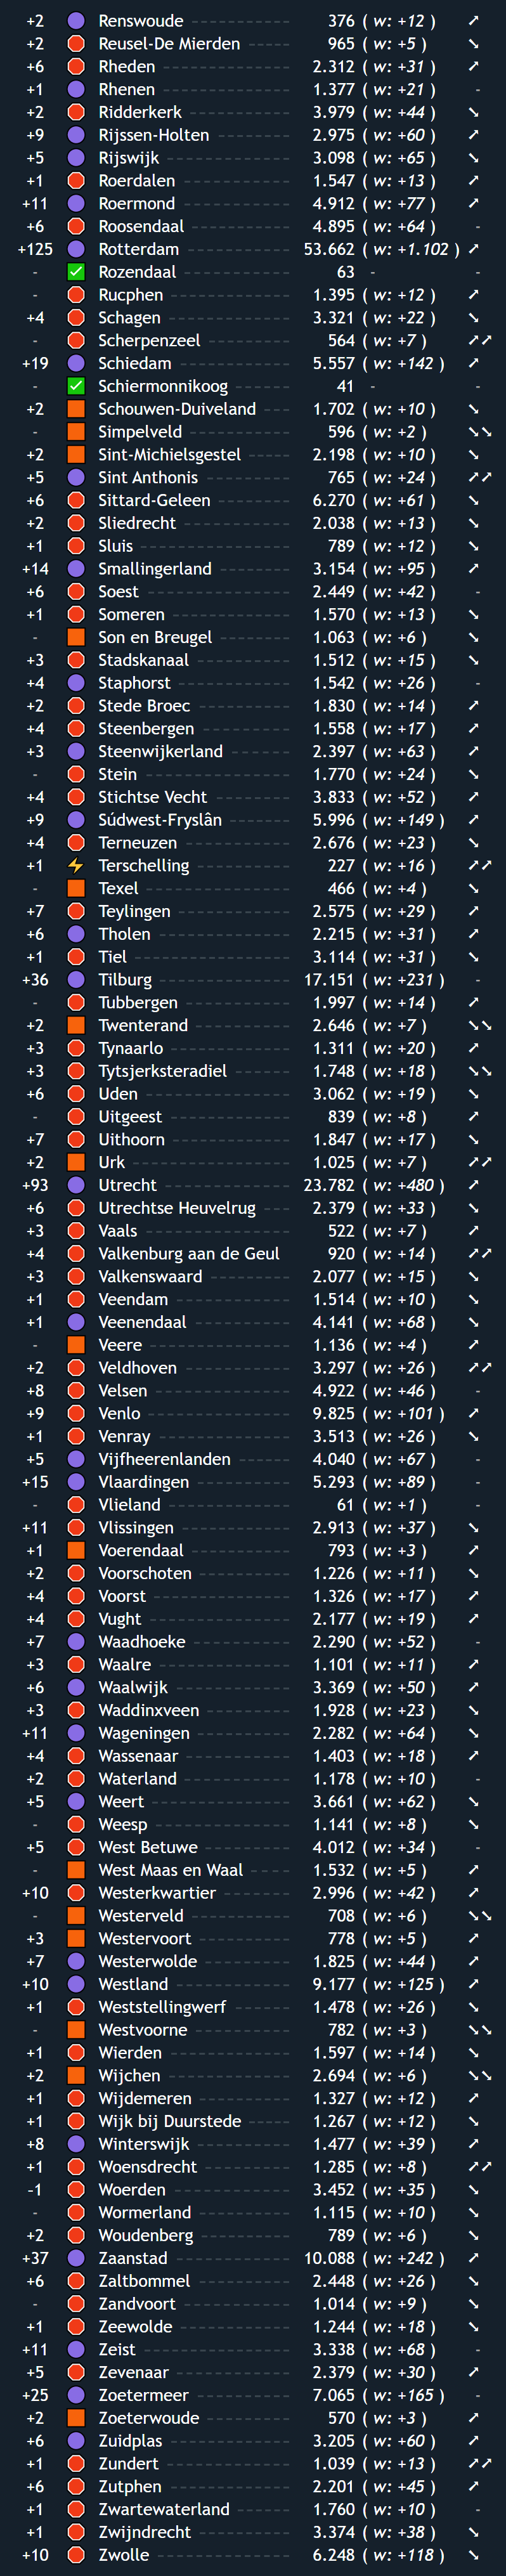 +2 Renswoude 376 ( w: +12 ) ➚
+2 Reusel-De Mierden 965 ( w: +5 ) ➘
+6 Rheden 2.312 ( w: +31 ) ➚
+1 Rhenen 1.377 ( w: +21 ) -
+2 Ridderkerk 3.979 ( w: +44 ) ➘
+9 Rijssen-Holten 2.975 ( w: +60 ) ➚
+5 Rijswijk 3.098 ( w: +65 ) ➘
+1 Roerdalen 1.547 ( w: +13 ) ➚
+11 Roermond 4.912 ( w: +77 ) ➚
+6 Roosendaal 4.895 ( w: +64 ) -
+125 Rotterdam 53.662 ( w: +1.102 ) ➚
- Rozendaal 63 - -
- Rucphen 1.395 ( w: +12 ) ➚
+4 Schagen 3.321 ( w: +22 ) ➘
- Scherpenzeel 564 ( w: +7 ) ➚➚
+19 Schiedam 5.557 ( w: +142 ) ➚
- Schiermonnikoog 41 - -
+2 Schouwen-Duiveland 1.702 ( w: +10 ) ➘
- Simpelveld 596 ( w: +2 ) ➘➘
+2 Sint-Michielsgestel 2.198 ( w: +10 ) ➘
+5 Sint Anthonis 765 ( w: +24 ) ➚➚
+6 Sittard-Geleen 6.270 ( w: +61 ) ➘
+2 Sliedrecht 2.038 ( w: +13 ) ➘
+1 Sluis 789 ( w: +12 ) ➘
+14 Smallingerland 3.154 ( w: +95 ) ➚
+6 Soest 2.449 ( w: +42 ) -
+1 Someren 1.570 ( w: +13 ) ➘
- Son en Breugel 1.063 ( w: +6 ) ➘
+3 Stadskanaal 1.512 ( w: +15 ) ➘
+4 Staphorst 1.542 ( w: +26 ) -
+2 Stede Broec 1.830 ( w: +14 ) ➚
+4 Steenbergen 1.558 ( w: +17 ) ➚
+3 Steenwijkerland 2.397 ( w: +63 ) ➚
- Stein 1.770 ( w: +24 ) ➘
+4 Stichtse Vecht 3.833 ( w: +52 ) ➚
+9 Súdwest-Fryslân 5.996 ( w: +149 ) ➚
+4 Terneuzen 2.676 ( w: +23 ) ➘
+1 Terschelling 227 ( w: +16 ) ➚➚
- Texel 466 ( w: +4 ) ➘
+7 Teylingen 2.575 ( w: +29 ) ➚
+6 Tholen 2.215 ( w: +31 ) ➚
+1 Tiel 3.114 ( w: +31 ) ➘
+36 Tilburg 17.151 ( w: +231 ) -
- Tubbergen 1.997 ( w: +14 ) ➚
+2 Twenterand 2.646 ( w: +7 ) ➘➘
+3 Tynaarlo 1.311 ( w: +20 ) ➚
+3 Tytsjerksteradiel 1.748 ( w: +18 ) ➘➘
+6 Uden 3.062 ( w: +19 ) ➘
- Uitgeest 839 ( w: +8 ) ➚
+7 Uithoorn 1.847 ( w: +17 ) ➘
+2 Urk 1.025 ( w: +7 ) ➚➚
+93 Utrecht 23.782 ( w: +480 ) ➚
+6 Utrechtse Heuvelrug 2.379 ( w: +33 ) ➘
+3 Vaals 522 ( w: +7 ) ➚
+4 Valkenburg aan de Geul 920 ( w: +14 ) ➚➚
+3 Valkenswaard 2.077 ( w: +15 ) ➘
+1 Veendam 1.514 ( w: +10 ) ➘
+1 Veenendaal 4.141 ( w: +68 ) ➘
- Veere 1.136 ( w: +4 ) ➚
+2 Veldhoven 3.297 ( w: +26 ) ➚➚
+8 Velsen 4.922 ( w: +46 ) -
+9 Venlo 9.825 ( w: +101 ) ➚
+1 Venray 3.513 ( w: +26 ) ➘
+5 Vijfheerenlanden 4.040 ( w: +67 ) -
+15 Vlaardingen 5.293 ( w: +89 ) -
- Vlieland 61 ( w: +1 ) -
+11 Vlissingen 2.913 ( w: +37 ) ➘
+1 Voerendaal 793 ( w: +3 ) ➚
+2 Voorschoten 1.226 ( w: +11 ) ➘
+4 Voorst 1.326 ( w: +17 ) ➚
+4 Vught 2.177 ( w: +19 ) ➚
+7 Waadhoeke 2.290 ( w: +52 ) -
+3 Waalre 1.101 ( w: +11 ) ➚
+6 Waalwijk 3.369 ( w: +50 ) ➚
+3 Waddinxveen 1.928 ( w: +23 ) ➘
+11 Wageningen 2.282 ( w: +64 ) ➘
+4 Wassenaar 1.403 ( w: +18 ) ➚
+2 Waterland 1.178 ( w: +10 ) -
+5 Weert 3.661 ( w: +62 ) ➘
- Weesp 1.141 ( w: +8 ) ➘
+5 West Betuwe 4.012 ( w: +34 ) -
- West Maas en Waal 1.532 ( w: +5 ) ➚
+10 Westerkwartier 2.996 ( w: +42 ) ➚
- Westerveld 708 ( w: +6 ) ➘➘
+3 Westervoort 778 ( w: +5 ) ➚
+7 Westerwolde 1.825 ( w: +44 ) ➚
+10 Westland 9.177 ( w: +125 ) ➚
+1 Weststellingwerf 1.478 ( w: +26 ) ➘
- Westvoorne 782 ( w: +3 ) ➘➘
+1 Wierden 1.597 ( w: +14 ) ➘
+2 Wijchen 2.694 ( w: +6 ) ➘➘
+1 Wijdemeren 1.327 ( w: +12 ) ➚
+1 Wijk bij Duurstede 1.267 ( w: +12 ) ➘
+8 Winterswijk 1.477 ( w: +39 ) ➚
+1 Woensdrecht 1.285 ( w: +8 ) ➚➚
-1 Woerden 3.452 ( w: +35 ) ➘
- Wormerland 1.115 ( w: +10 ) ➘
+2 Woudenberg 789 ( w: +6 ) ➘
+37 Zaanstad 10.088 ( w: +242 ) ➚
+6 Zaltbommel 2.448 ( w: +26 ) ➘
- Zandvoort 1.014 ( w: +9 ) ➘
+1 Zeewolde 1.244 ( w: +18 ) ➘
+11 Zeist 3.338 ( w: +68 ) -
+5 Zevenaar 2.379 ( w: +30 ) ➚
+25 Zoetermeer 7.065 ( w: +165 ) -
+2 Zoeterwoude 570 ( w: +3 ) ➚
+6 Zuidplas 3.205 ( w: +60 ) ➚
+1 Zundert 1.039 ( w: +13 ) ➚➚
+6 Zutphen 2.201 ( w: +45 ) ➚
+1 Zwartewaterland 1.760 ( w: +10 ) -
+1 Zwijndrecht 3.374 ( w: +38 ) ➘
+10 Zwolle 6.248 ( w: +118 ) ➘